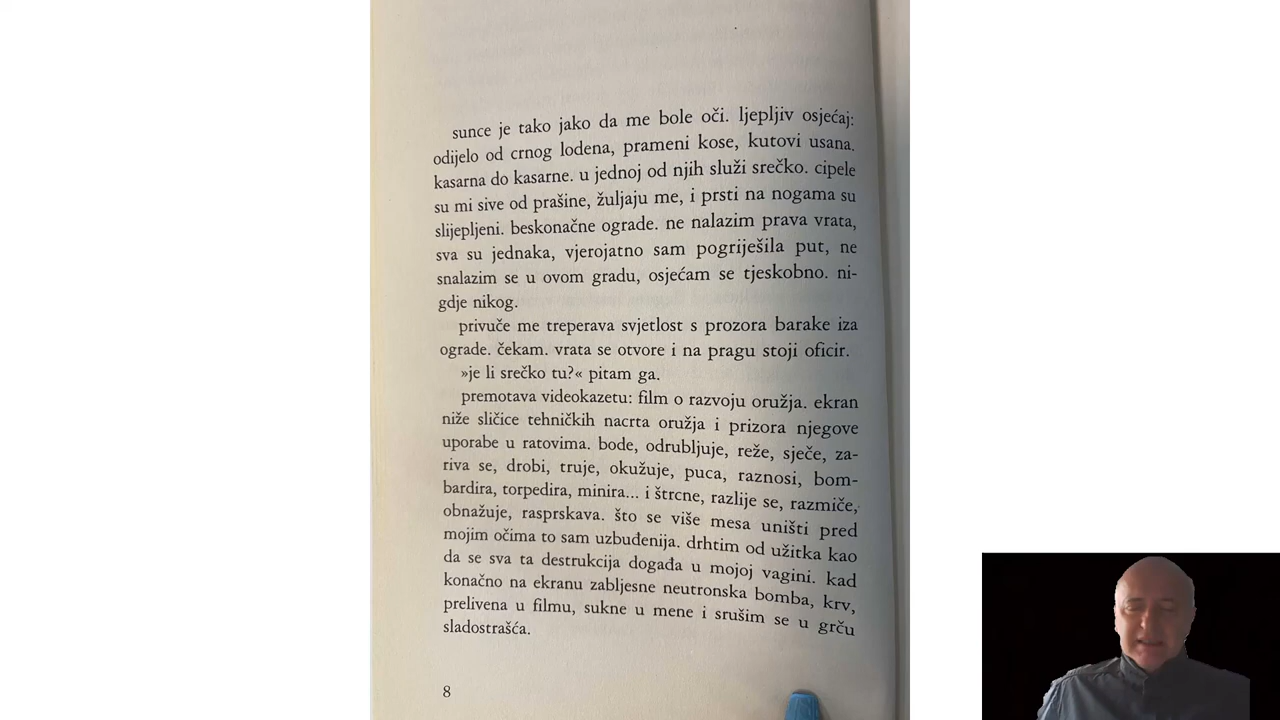 sunce je tako jako da me bole oči. ljepljiv osjećaj:
odijelo od crnog lodena, prameni kose, kutovi usana.
kasarna do kasarne. u jednoj od njih služi srečko. cipele
su mi sive od prašine, žuljaju me, i prsti na nogama su
slijepljeni. beskonačne ograde. ne nalazim prava vrata,
sva su jednaka, vjerojatno sam pogriješila put, ne
snalazim se u ovom gradu, osjećam se tjeskobno. ni-
gdje nikog.
privuče me treperava svjetlost s prozora barake iza
ograde. čekam. vrata se otvore i na pragu stoji oficir.
»je li srečko tu?« pitam ga.
premotava videokazetu: film o razvoju oružja. ekran
niže sličice tehničkih nacrta oružja i prizora njegove
uporabe u ratovima. bode, odrubljuje, reže, sječe, za-
riva se, drobi, truje, okužuje, puca, raznosi, bom-
bardira, torpedira, minira... i štrcne, razlije se, razmiče,
obnažuje, rasprskava. što se više mesa uništi pred
mojim očima to sam uzbuđenija. drhtim od užitka kao
da se sva ta destrukcija događa u mojoj vagini. kad
konačno na ekranu zabljesne neutronska bomba, krv,
prelivena u filmu, sukne u mene i srušim se u grču
sladostrašća.
8